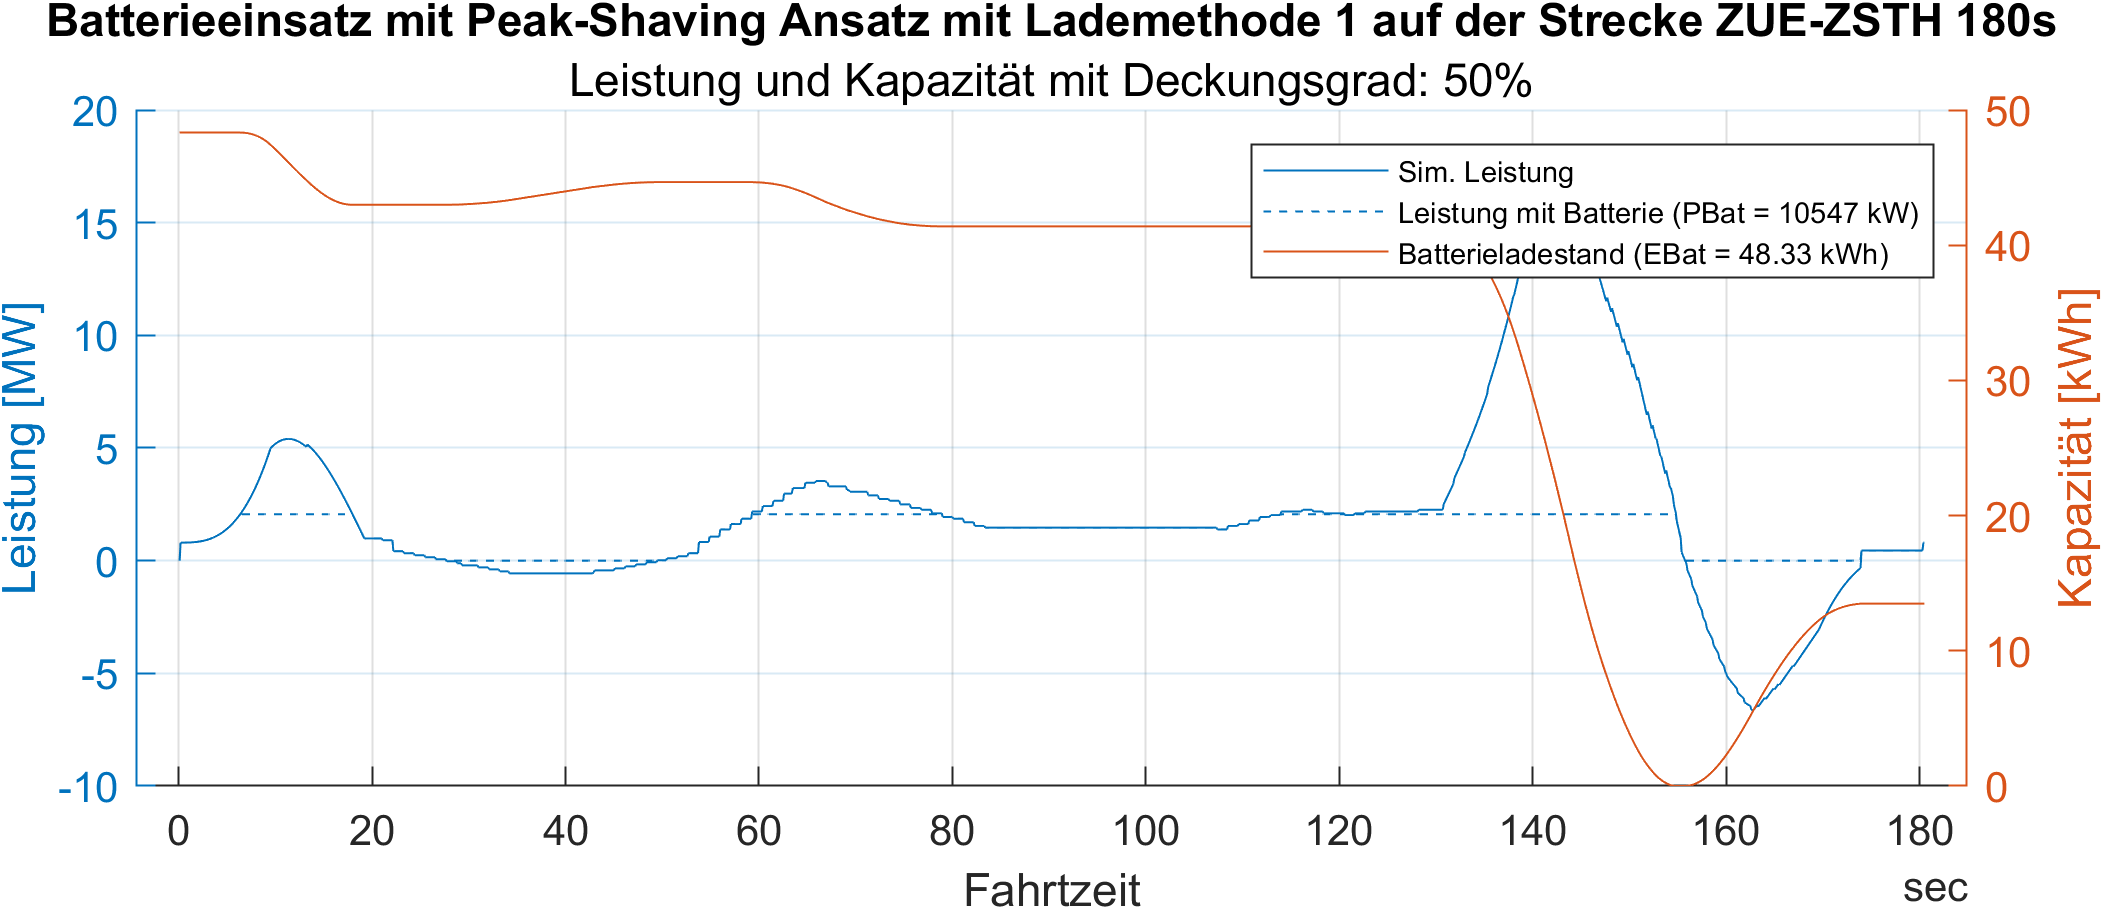 Batterieeinsatz mit Peak-Shaving Ansatz mit Lademethode 1 auf der Strecke ZUE-ZSTH 180s
Leistung und Kapazität mit Deckungsgrad: 50%
Leistung [MW]
20
15
10
5
0
-5
-10
Sim. Leistung
Leistung mit Batterie (PBat = 10547 kW)
Batterieladestand (EBat = 48.33 kWh)
50
40
30
20
10
0
Kapazität [kWh]
0 20 40 60 80 100 120 140 160 180
Fahrtzeit
sec